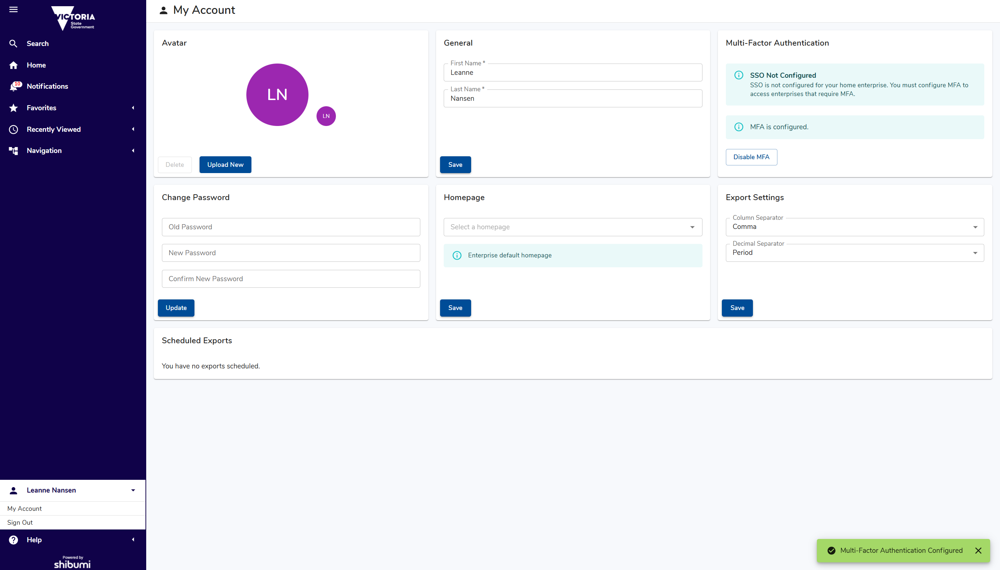 VICTORIA
State
Government
Search
Home
10
Notifications
Favorites
Recently Viewed
Navigation
Leanne Nansen
My Account
Sign Out
Help
Powered by
shibumi
My Account
Avatar
LN
LN
Delete
Upload New
General
First Name *
Leanne
Last Name *
Nansen
Save
Multi-Factor Authentication
SSO Not Configured
SSO is not configured for your home enterprise. You must configure MFA to
access enterprises that require MFA.
MFA is configured.
Disable MFA
Change Password
Old Password
New Password
Confirm New Password
Update
Homepage
Select a homepage
Enterprise default homepage
Save
Export Settings
Column Separator
Comma
Decimal Separator
Period
Save
Scheduled Exports
You have no exports scheduled.
Multi-Factor Authentication Configured